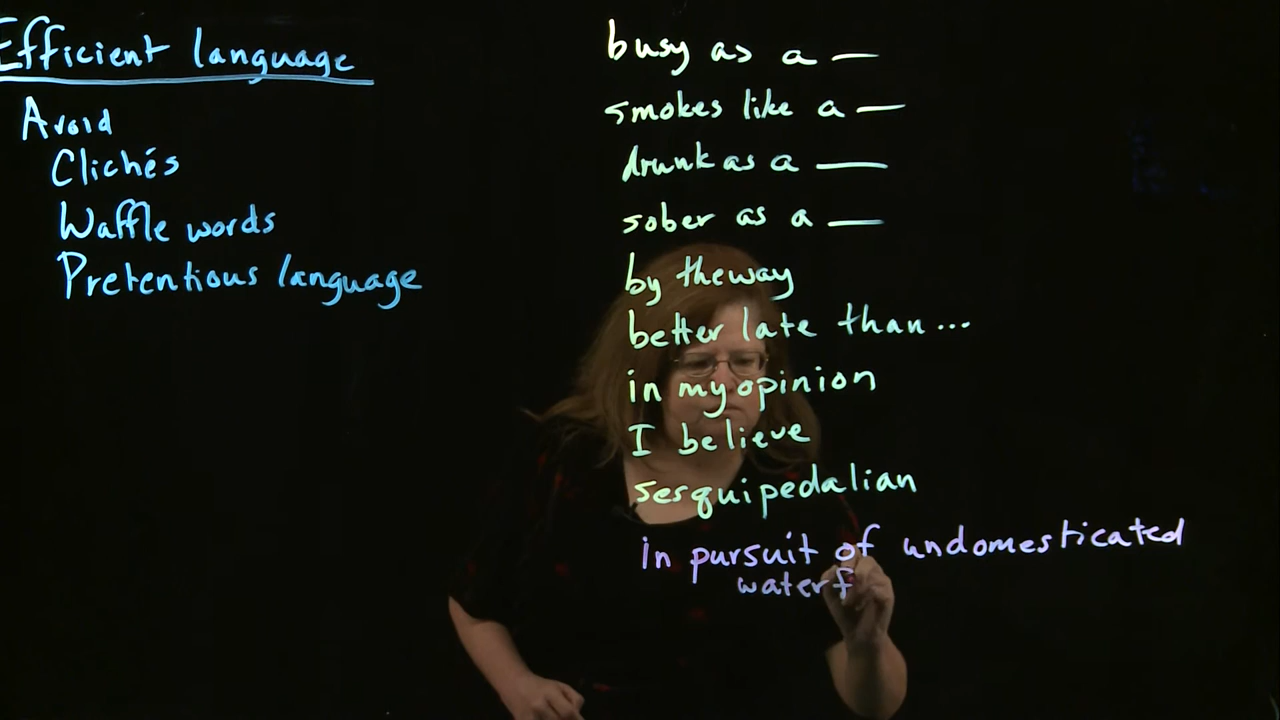 Efficient language
Avoid
Clichés
Waffle words
Pretentious language
busy as a —
smokes like a —
drunk as a —
sober as a —
by the way
better late than...
in my opinion
I believe
sesquipedalian
in pursuit of undomesticated
waterf